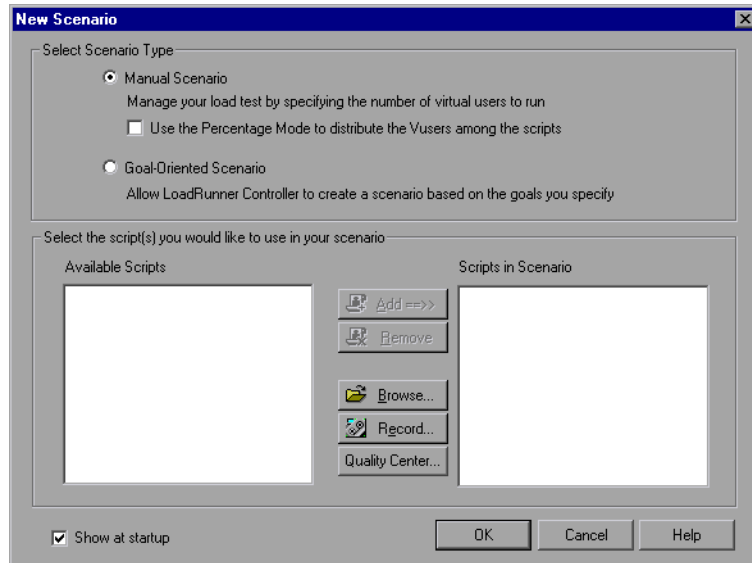 New Scenario
Select Scenario Type
Manual Scenario
Manage your load test by specifying the number of virtual users to run
Use the Percentage Mode to distribute the Vusers among the scripts
Goal-Oriented Scenario
Allow LoadRunner Controller to create a scenario based on the goals you specify
Select the script(s) you would like to use in your scenario
Available Scripts
Scripts in Scenario
Add ==>>
Remove
Browse...
Record...
Quality Center...
Show at startup
OK
Cancel
Help